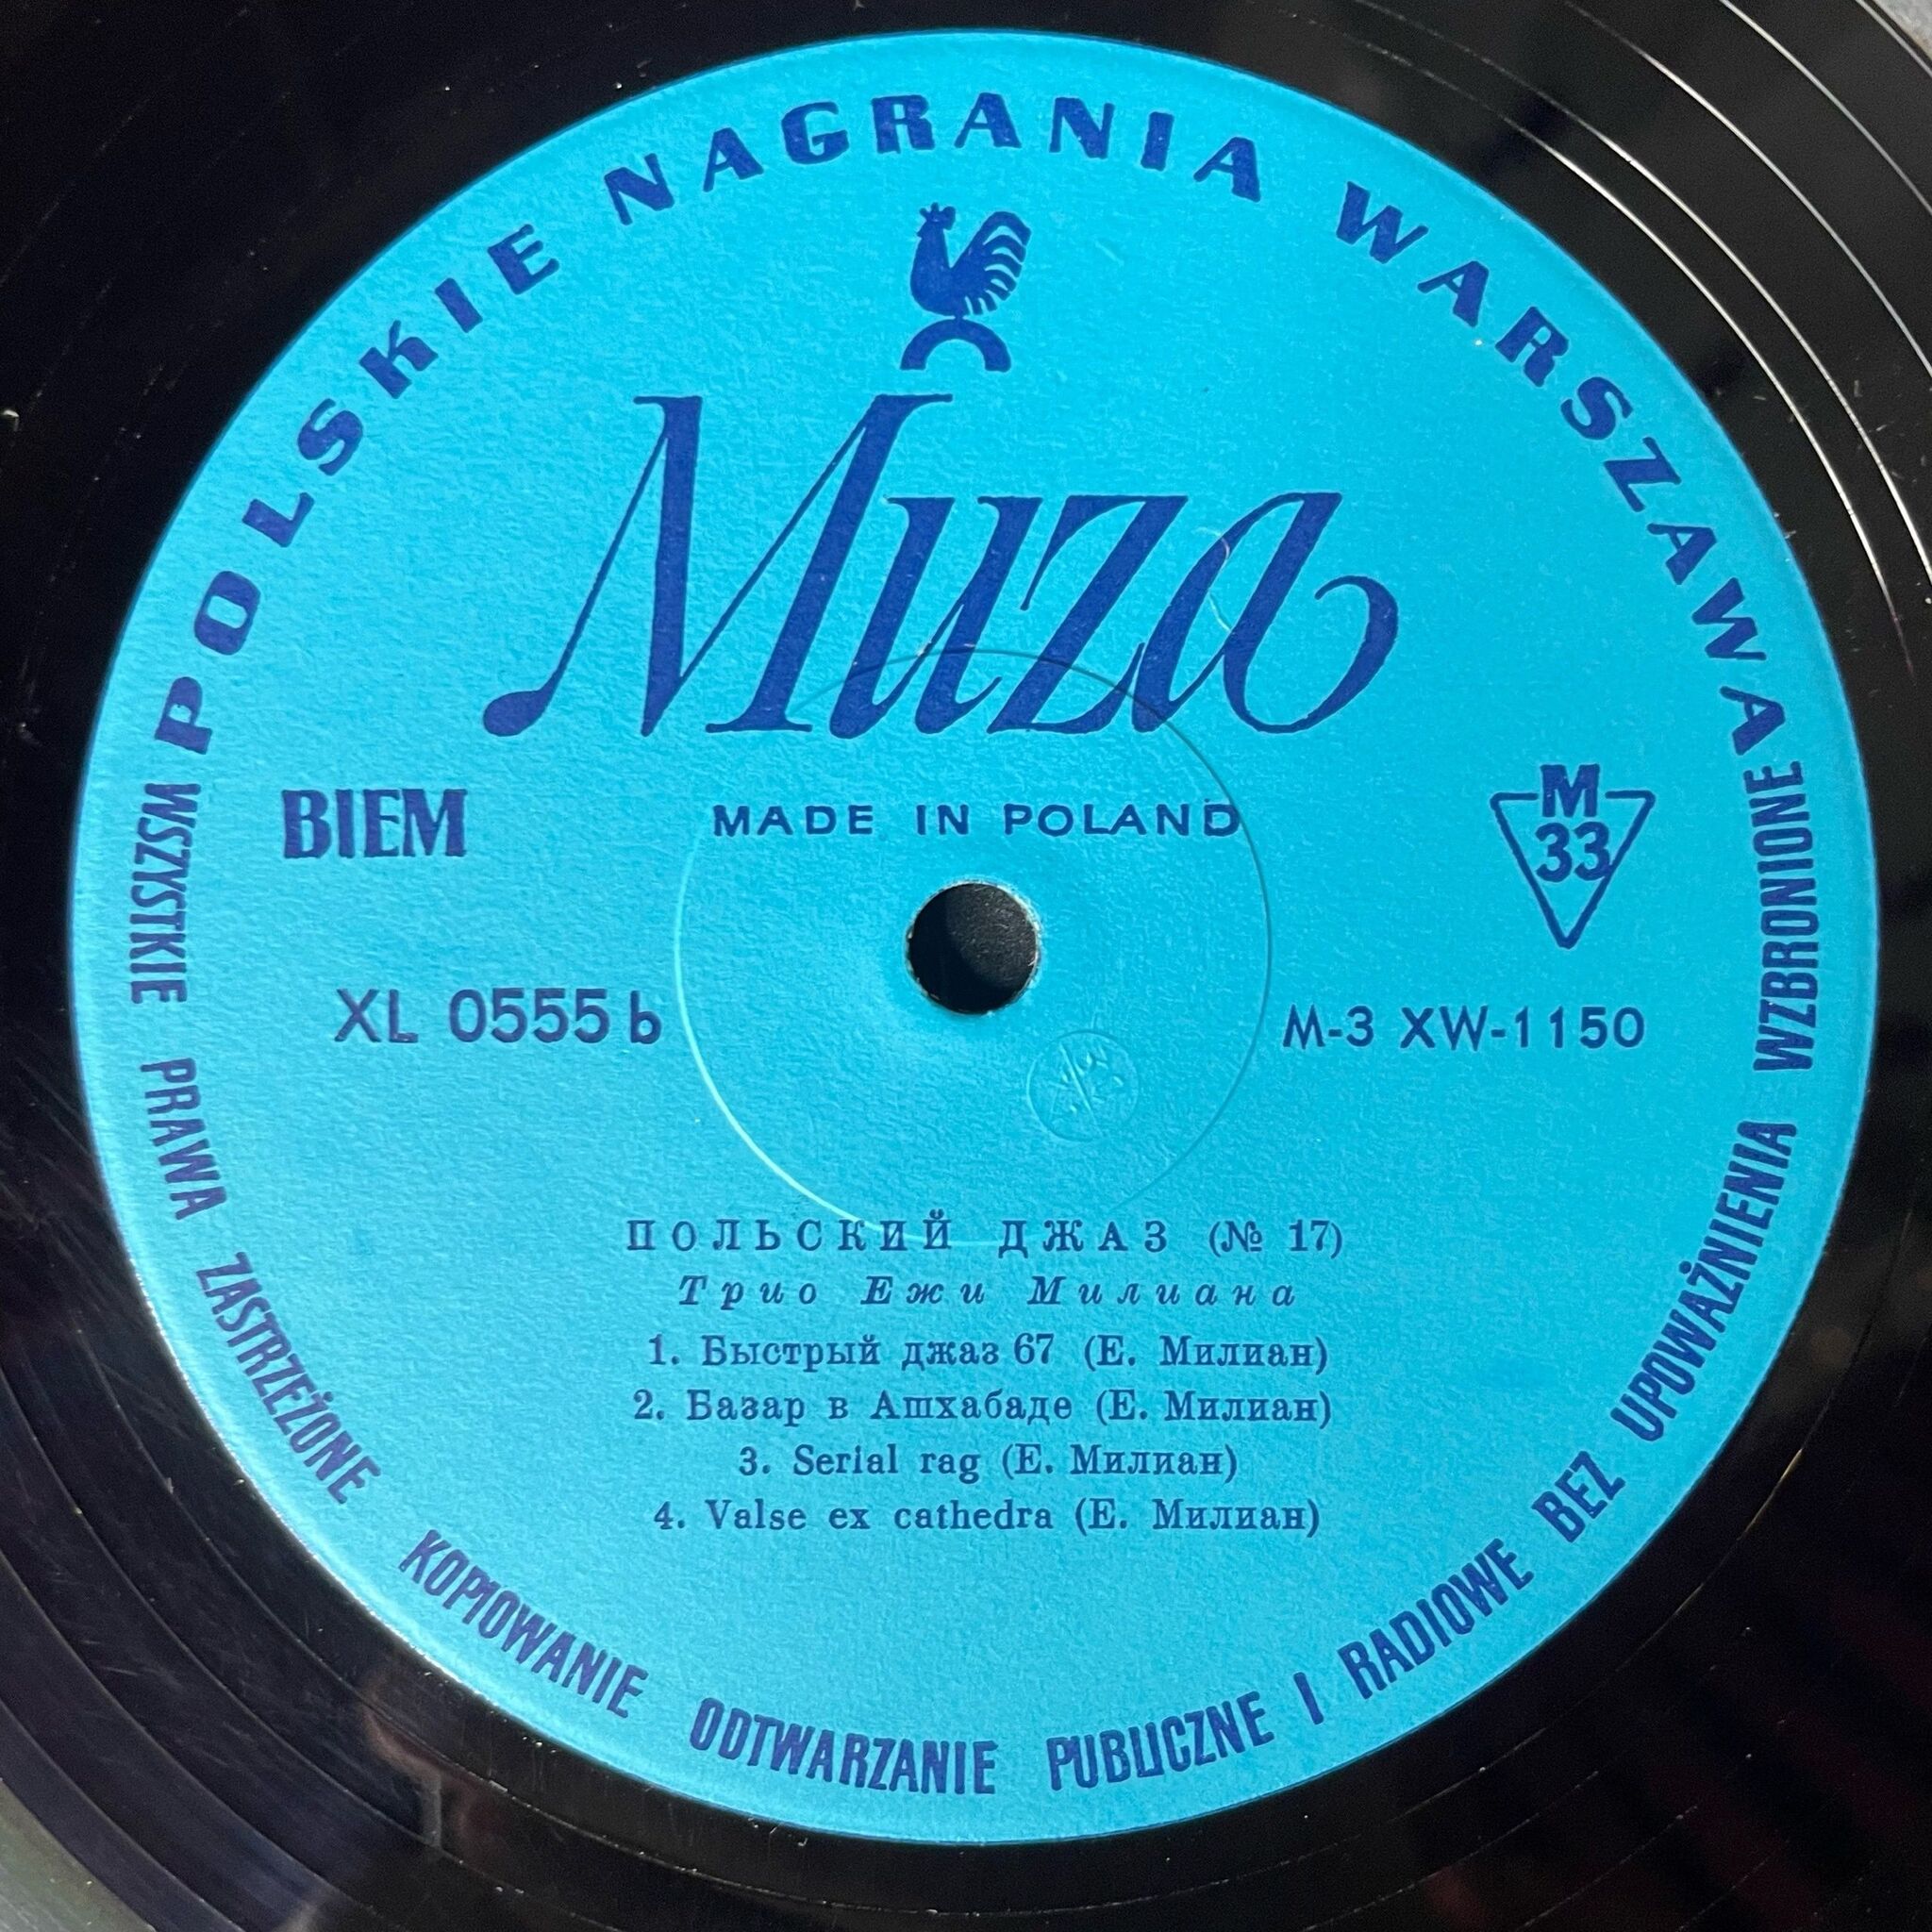 POLSKIE NAGRANIA WARSZAWA
Muza
BIEM
MADE IN POLAND
M
33
XL 0555 b
M-3 XW-1150
ПОЛЬСКИЙ ДЖАЗ (№ 17)
Трио Ежи Милиана
1. Быстрый джаз 67 (Е. Милиан)
2. Базар в Ашхабаде (Е. Милиан)
3. Serial rag (Е. Милиан)
4. Valse ex cathedra (Е. Милиан)
WSZYSTKIE PRAWA ZASTRZEŻONE KOPIOWANIE ODTWARZANIE PUBLICZNE I RADIOWE BEZ UPOWAŻNIENIA WZBRONIONE